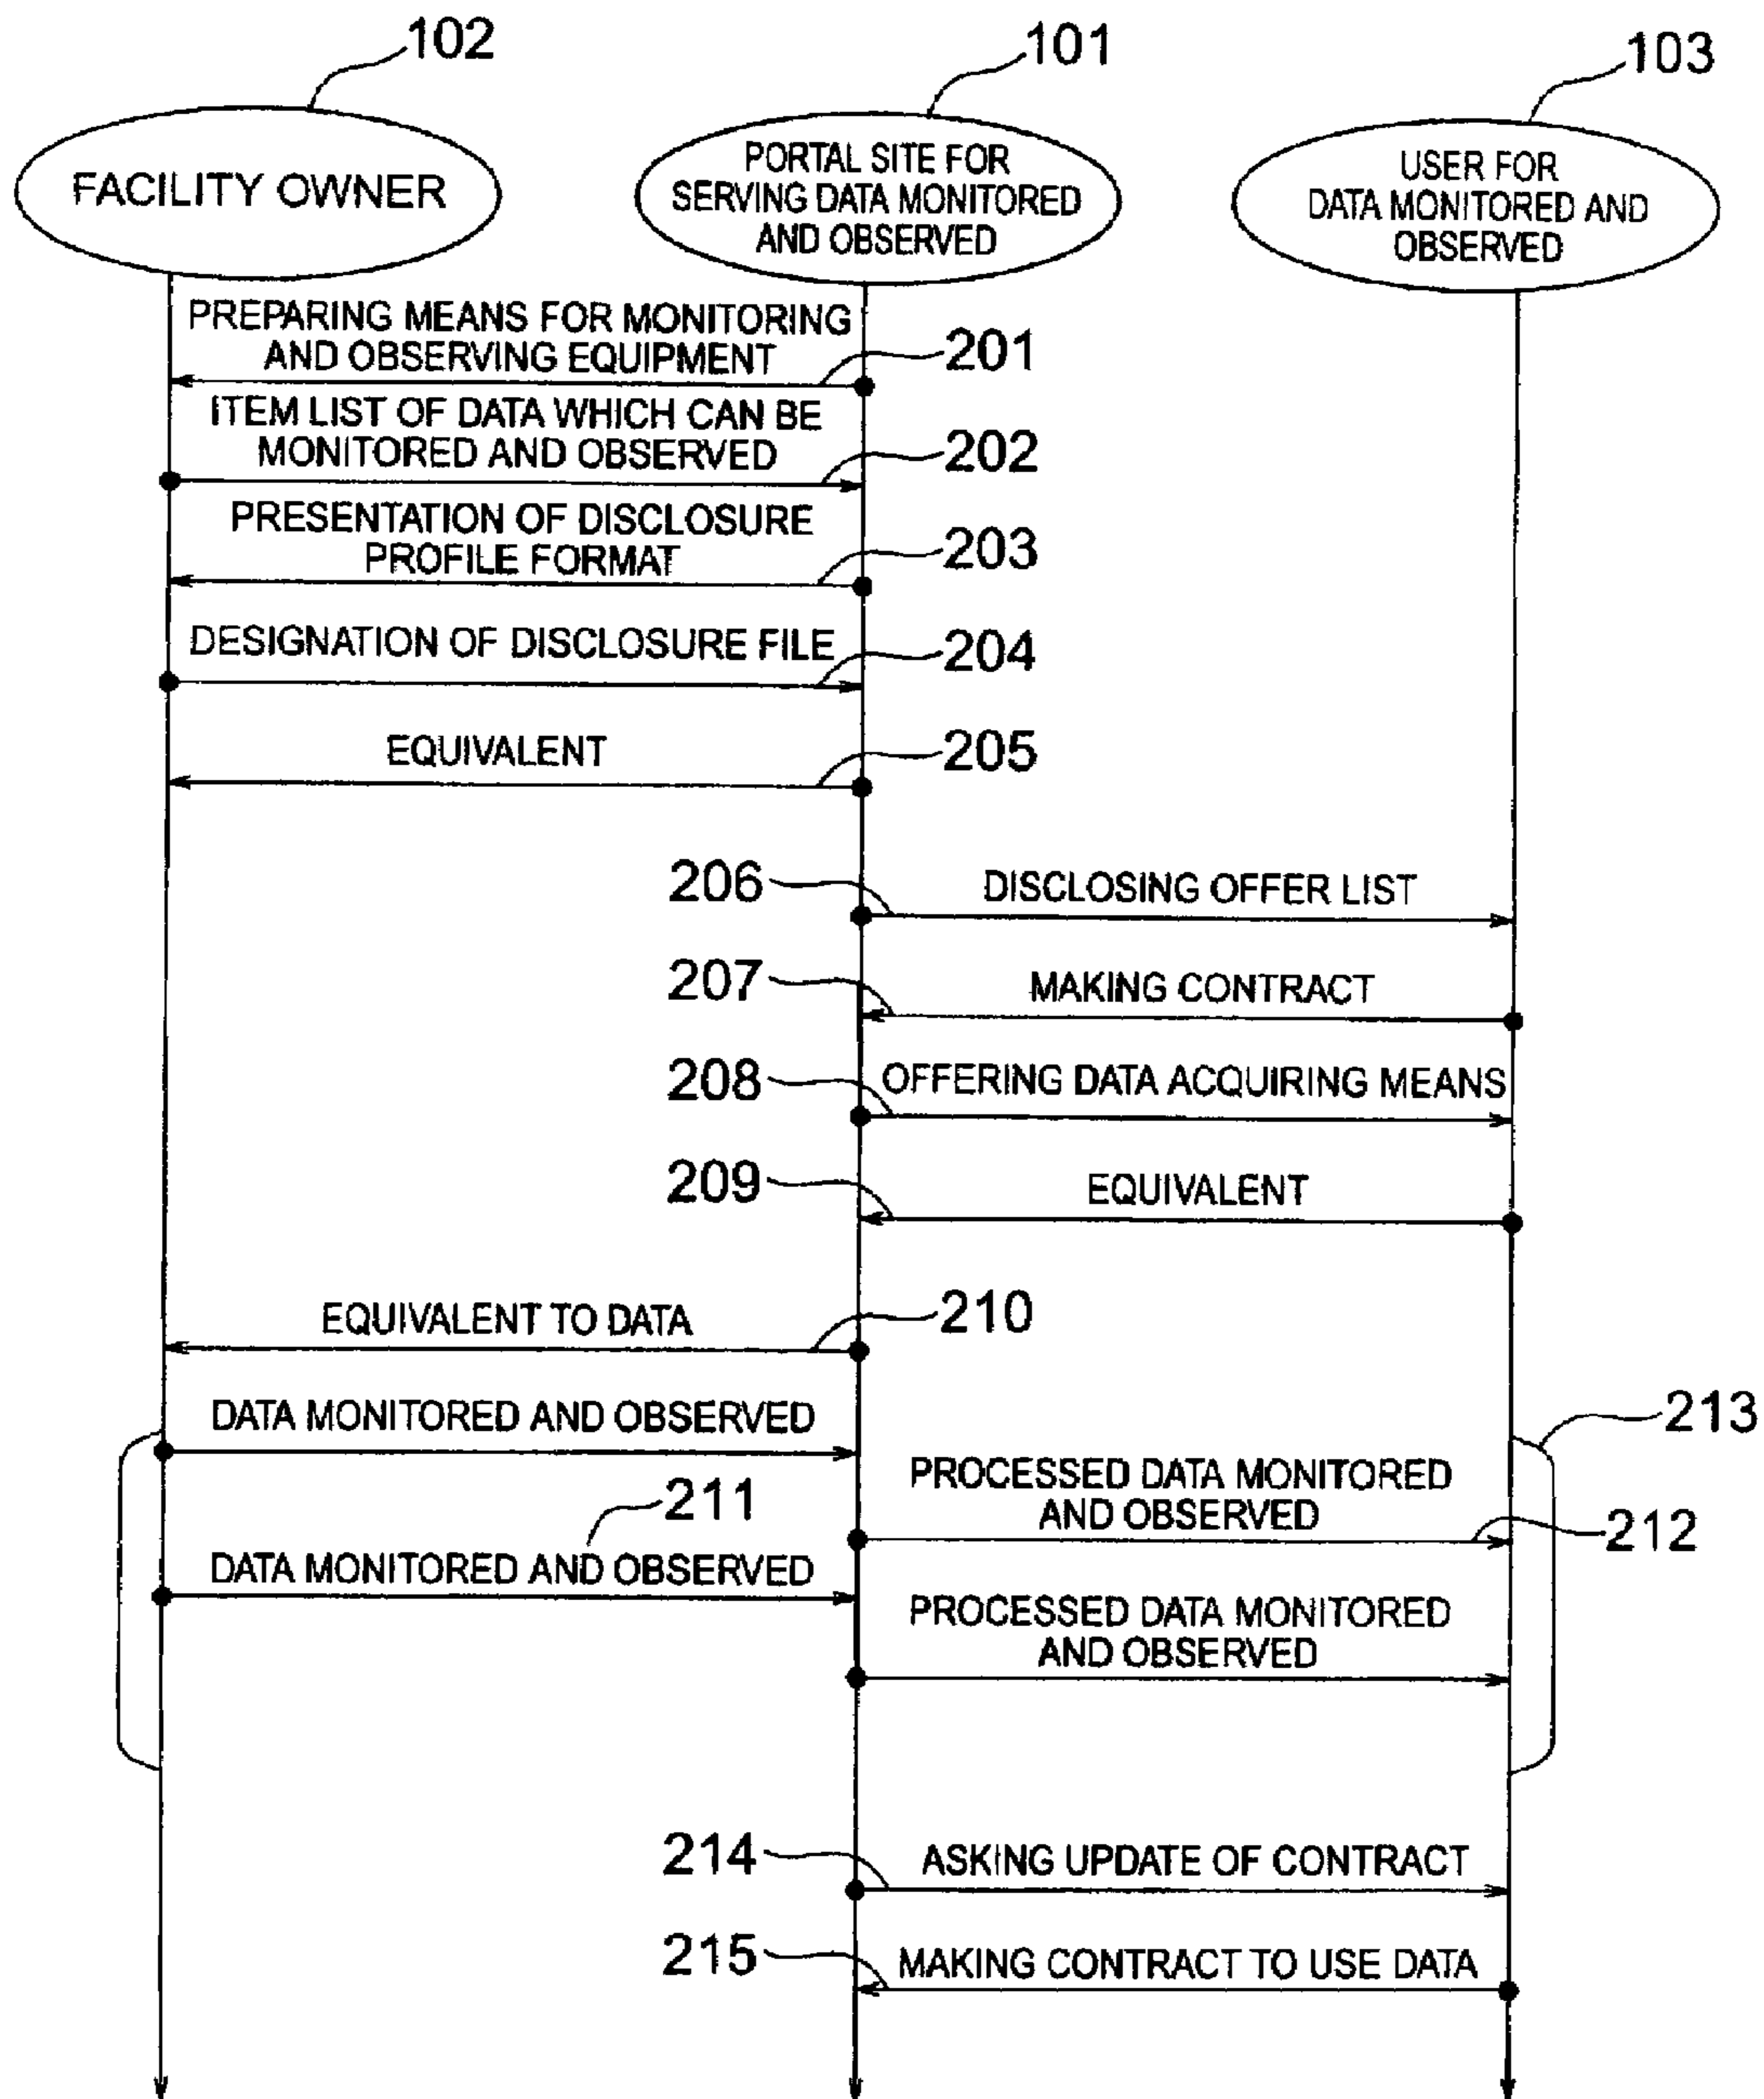 102
101
103
FACILITY OWNER
PORTAL SITE FOR
SERVING DATA MONITORED
AND OBSERVED
USER FOR
DATA MONITORED AND
OBSERVED
PREPARING MEANS FOR MONITORING
AND OBSERVING EQUIPMENT
201
ITEM LIST OF DATA WHICH CAN BE
MONITORED AND OBSERVED
202
PRESENTATION OF DISCLOSURE
PROFILE FORMAT
203
DESIGNATION OF DISCLOSURE FILE
204
EQUIVALENT
205
206
DISCLOSING OFFER LIST
207
MAKING CONTRACT
208
OFFERING DATA ACQUIRING MEANS
209
EQUIVALENT
EQUIVALENT TO DATA
210
DATA MONITORED AND OBSERVED
213
PROCESSED DATA MONITORED
AND OBSERVED
212
211
DATA MONITORED AND OBSERVED
PROCESSED DATA MONITORED
AND OBSERVED
214
ASKING UPDATE OF CONTRACT
215
MAKING CONTRACT TO USE DATA